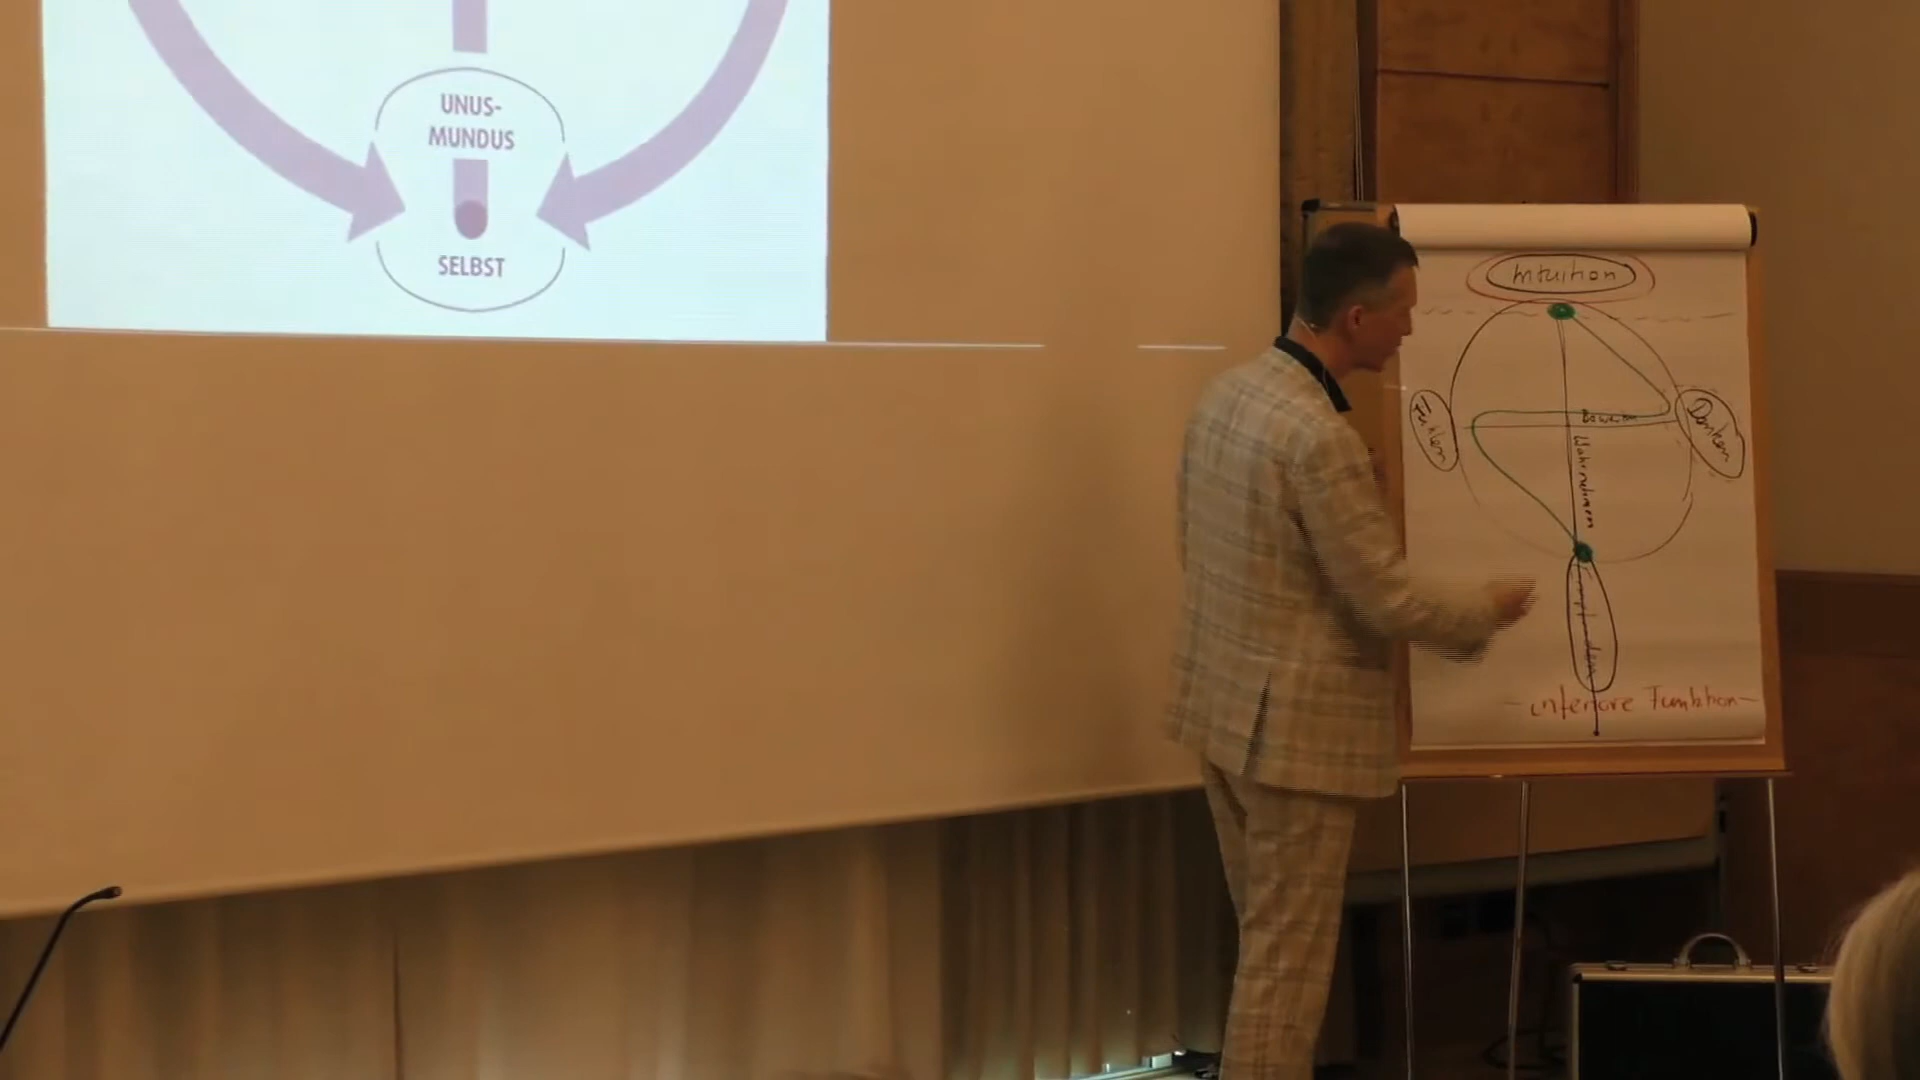 UNUS-
MUNDUS
SELBST
Intuition
Fühlen
Denken
Wahrnehmen
- inferiore Funktion -